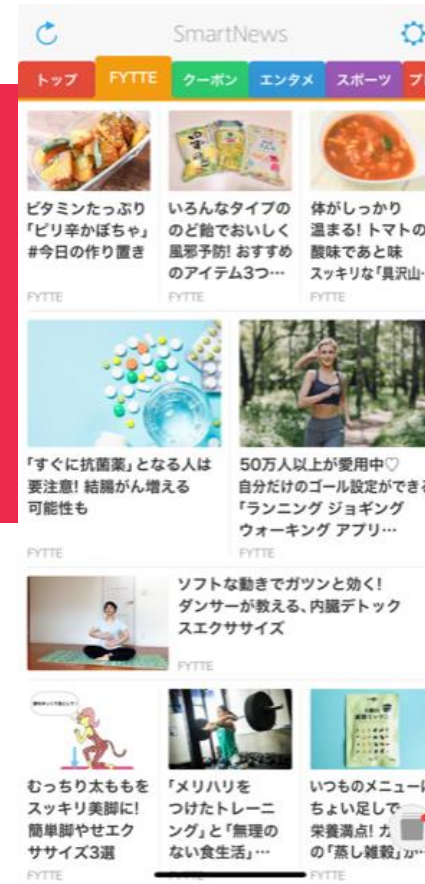 SmartNews
トップ
FYTTE
クーポン
エンタメ
スポーツ
プ
ビタミンたっぷり
「ピリ辛かぼちゃ」
#今日の作り置き
FYTTE
いろんなタイプの
のど飴でおいしく
風邪予防! おすすめ
のアイテム3つ…
FYTTE
体がしっかり
温まる! トマトの
酸味であと味
スッキリな「具沢山…
FYTTE
「すぐに抗菌薬」となる人は
要注意! 結腸がん増える
可能性も
FYTTE
50万人以上が愛用中♡
自分だけのゴール設定ができる
「ランニング ジョギング
ウォーキング アプリ…
FYTTE
ソフトな動きでガツンと効く!
ダンサーが教える、内臓デトック
スエクササイズ
FYTTE
むっちり太ももを
スッキリ美脚に!
簡単脚やせエク
ササイズ3選
FYTTE
「メリハリを
つけたトレーニ
ング」と「無理の
ない食生活」…
FYTTE
いつものメニューに
ちょい足しで
栄養満点! カ
の「蒸し雑穀」が…
FYTTE